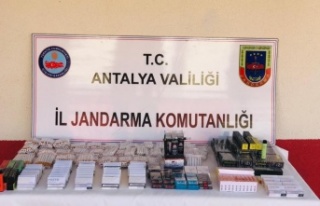 T.C.
ANTALYA VALİLİĞİ
İL JANDARMA KOMUTANLIĞI